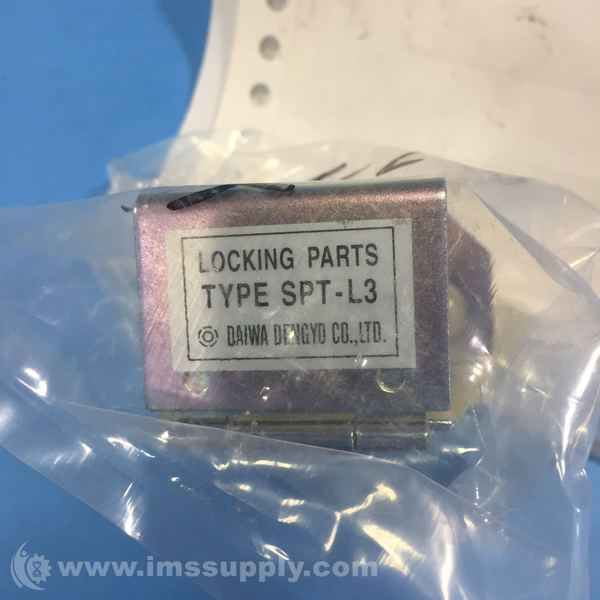 LOCKING PARTS
TYPE SPT-L3
DAIWA DENGYO CO.,LTD.
www.imssupply.com